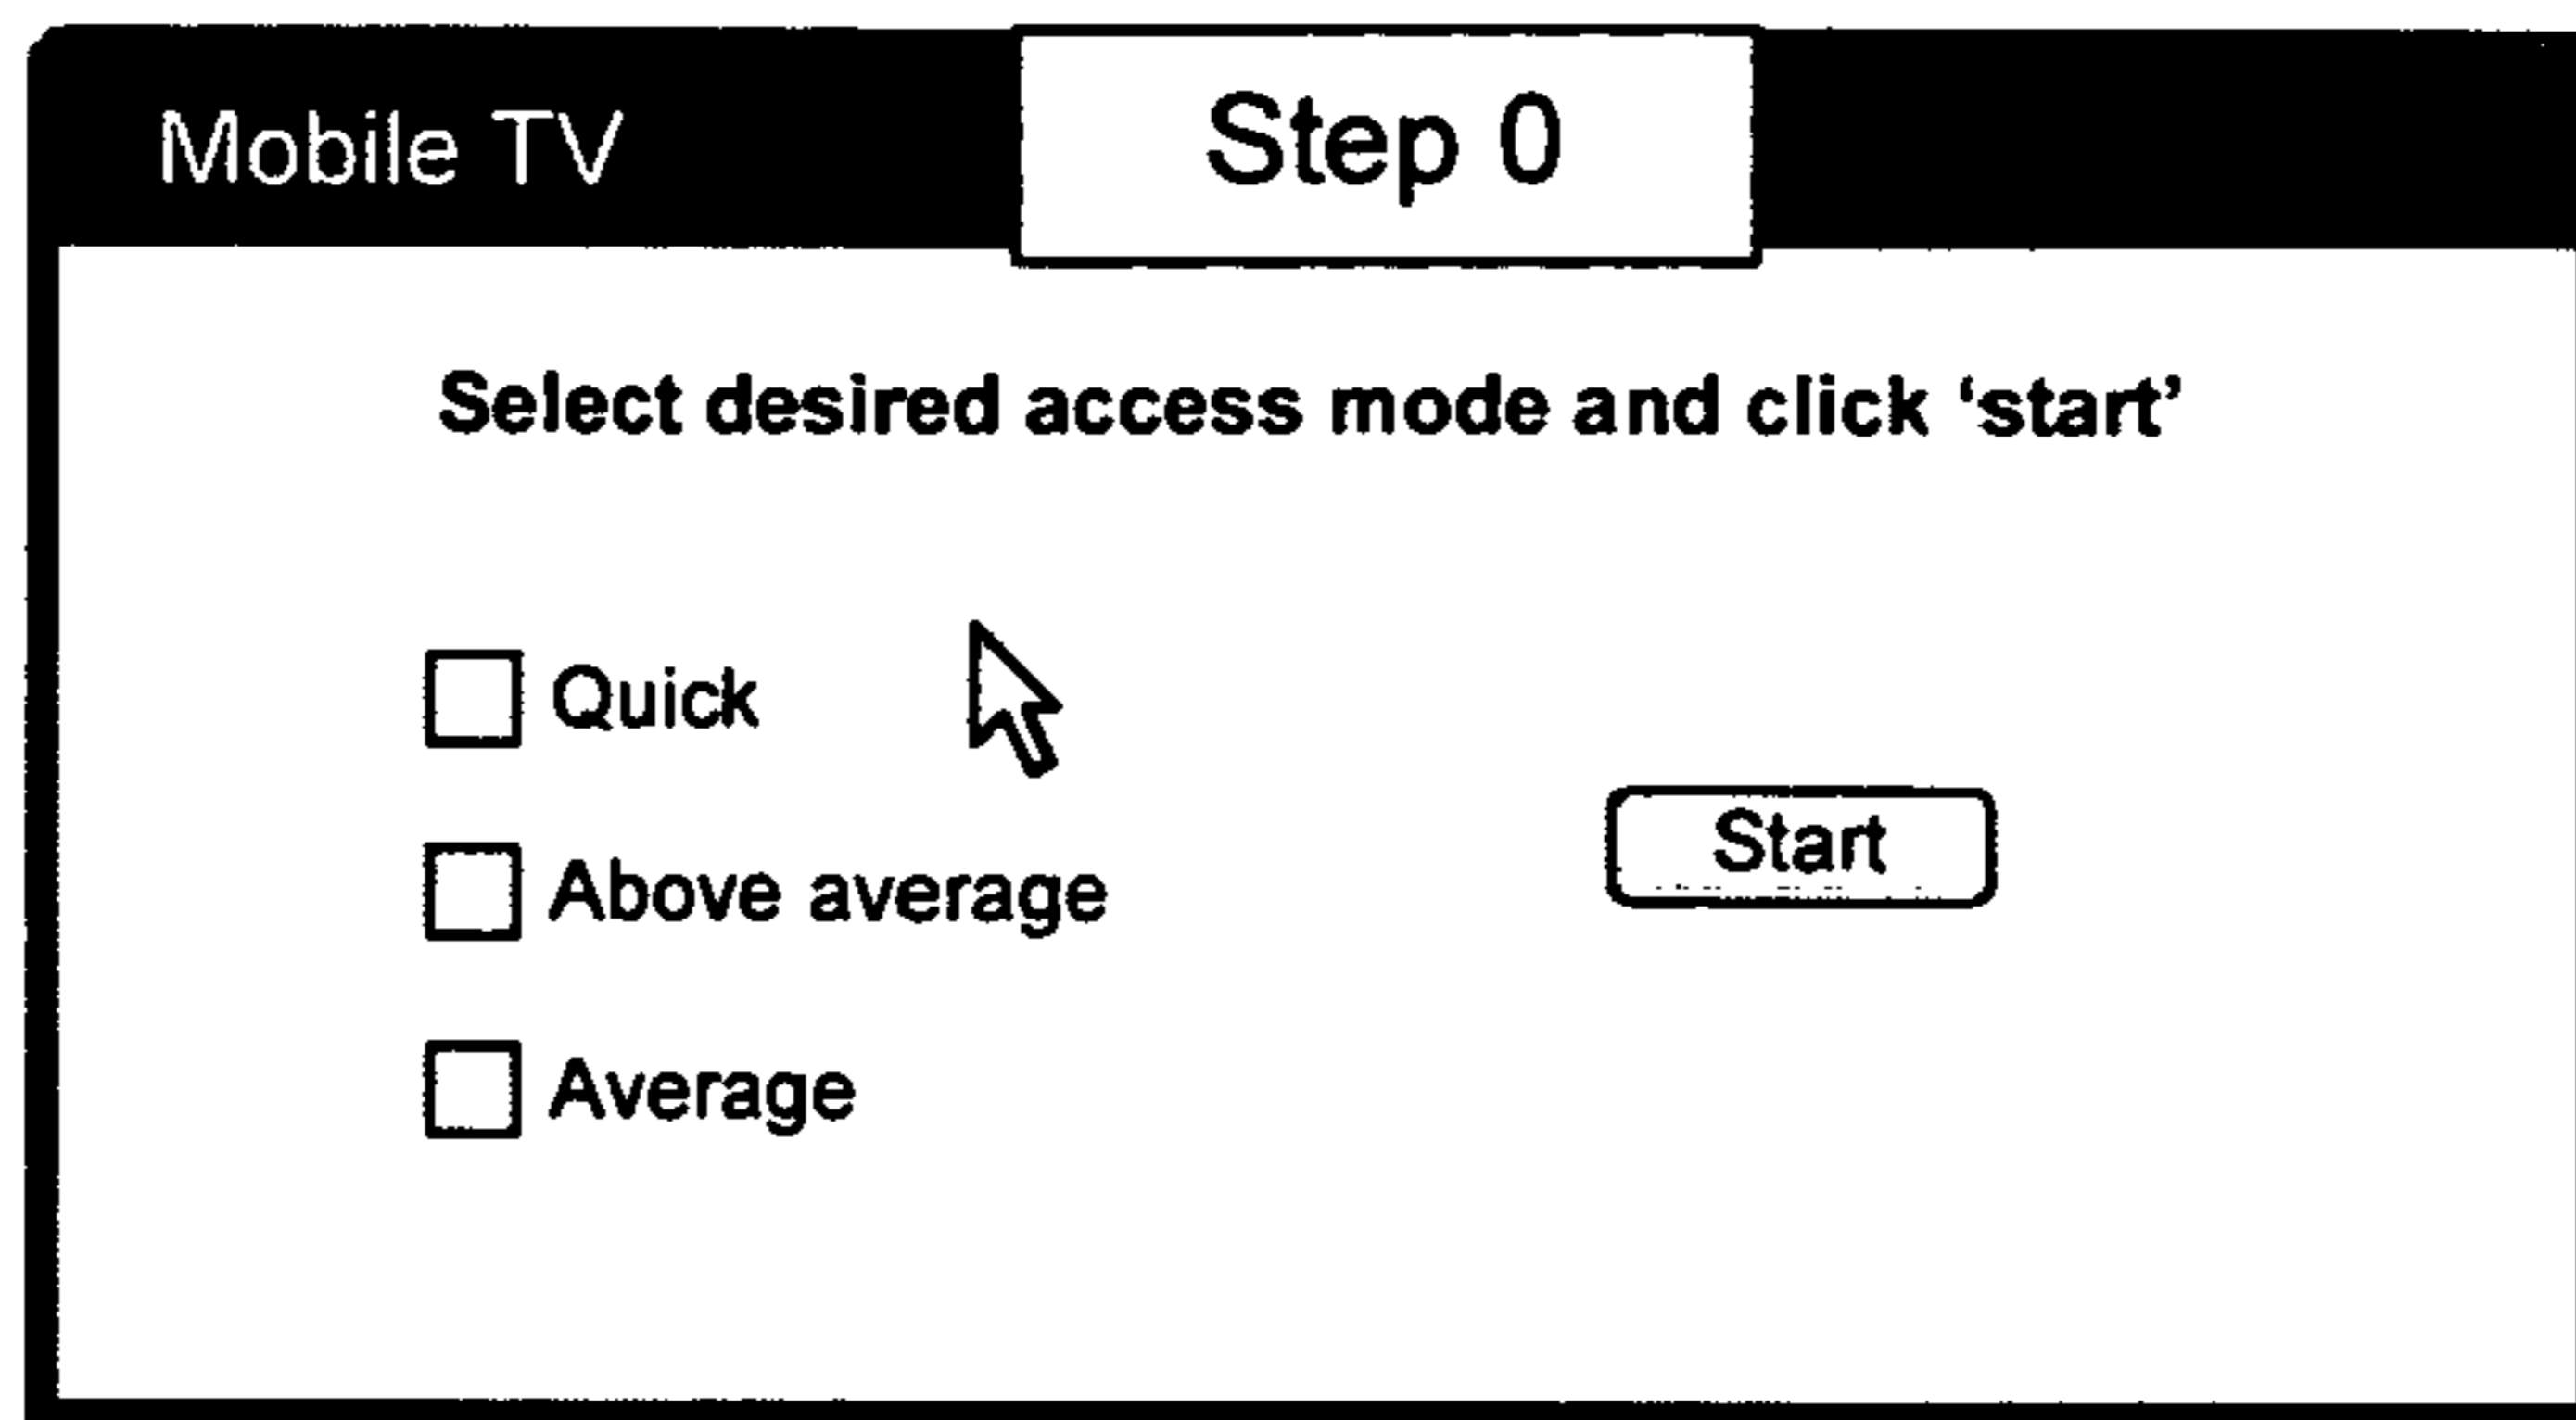 Mobile TV
Step 0
Select desired access mode and click ‘start’
Quick
Above average
Start
Average